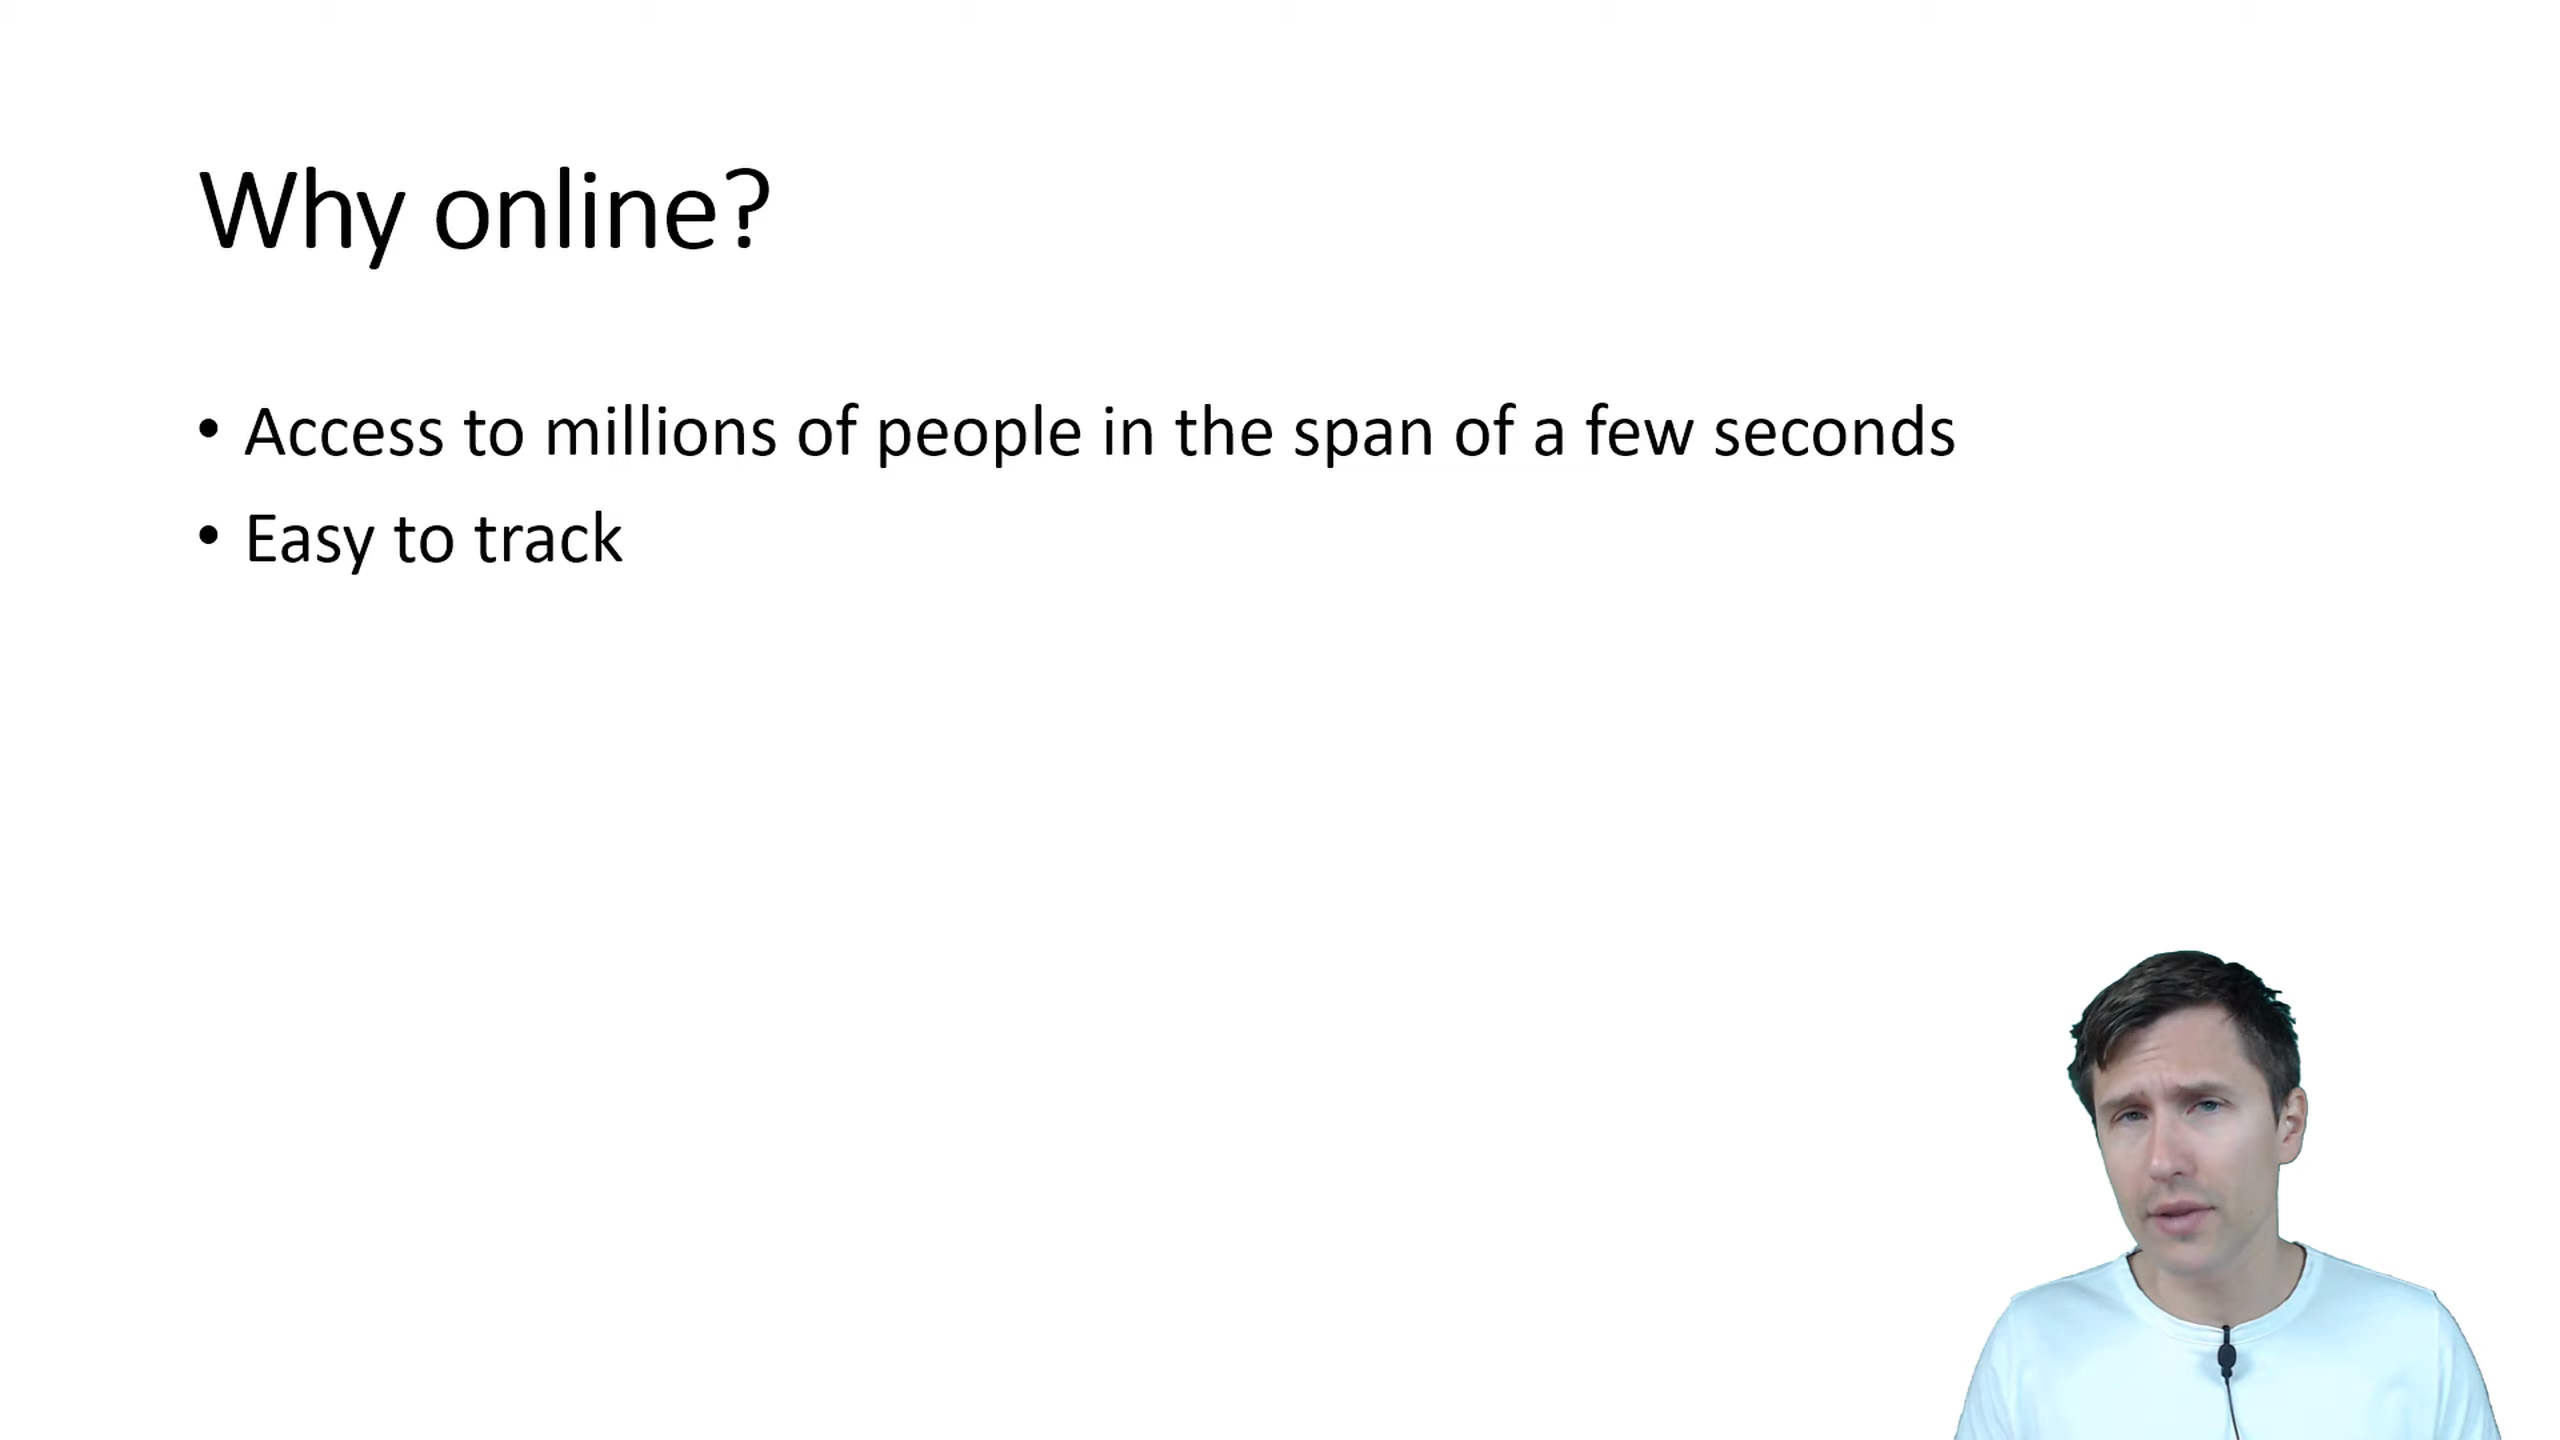 Why online?
• Access to millions of people in the span of a few seconds
• Easy to track